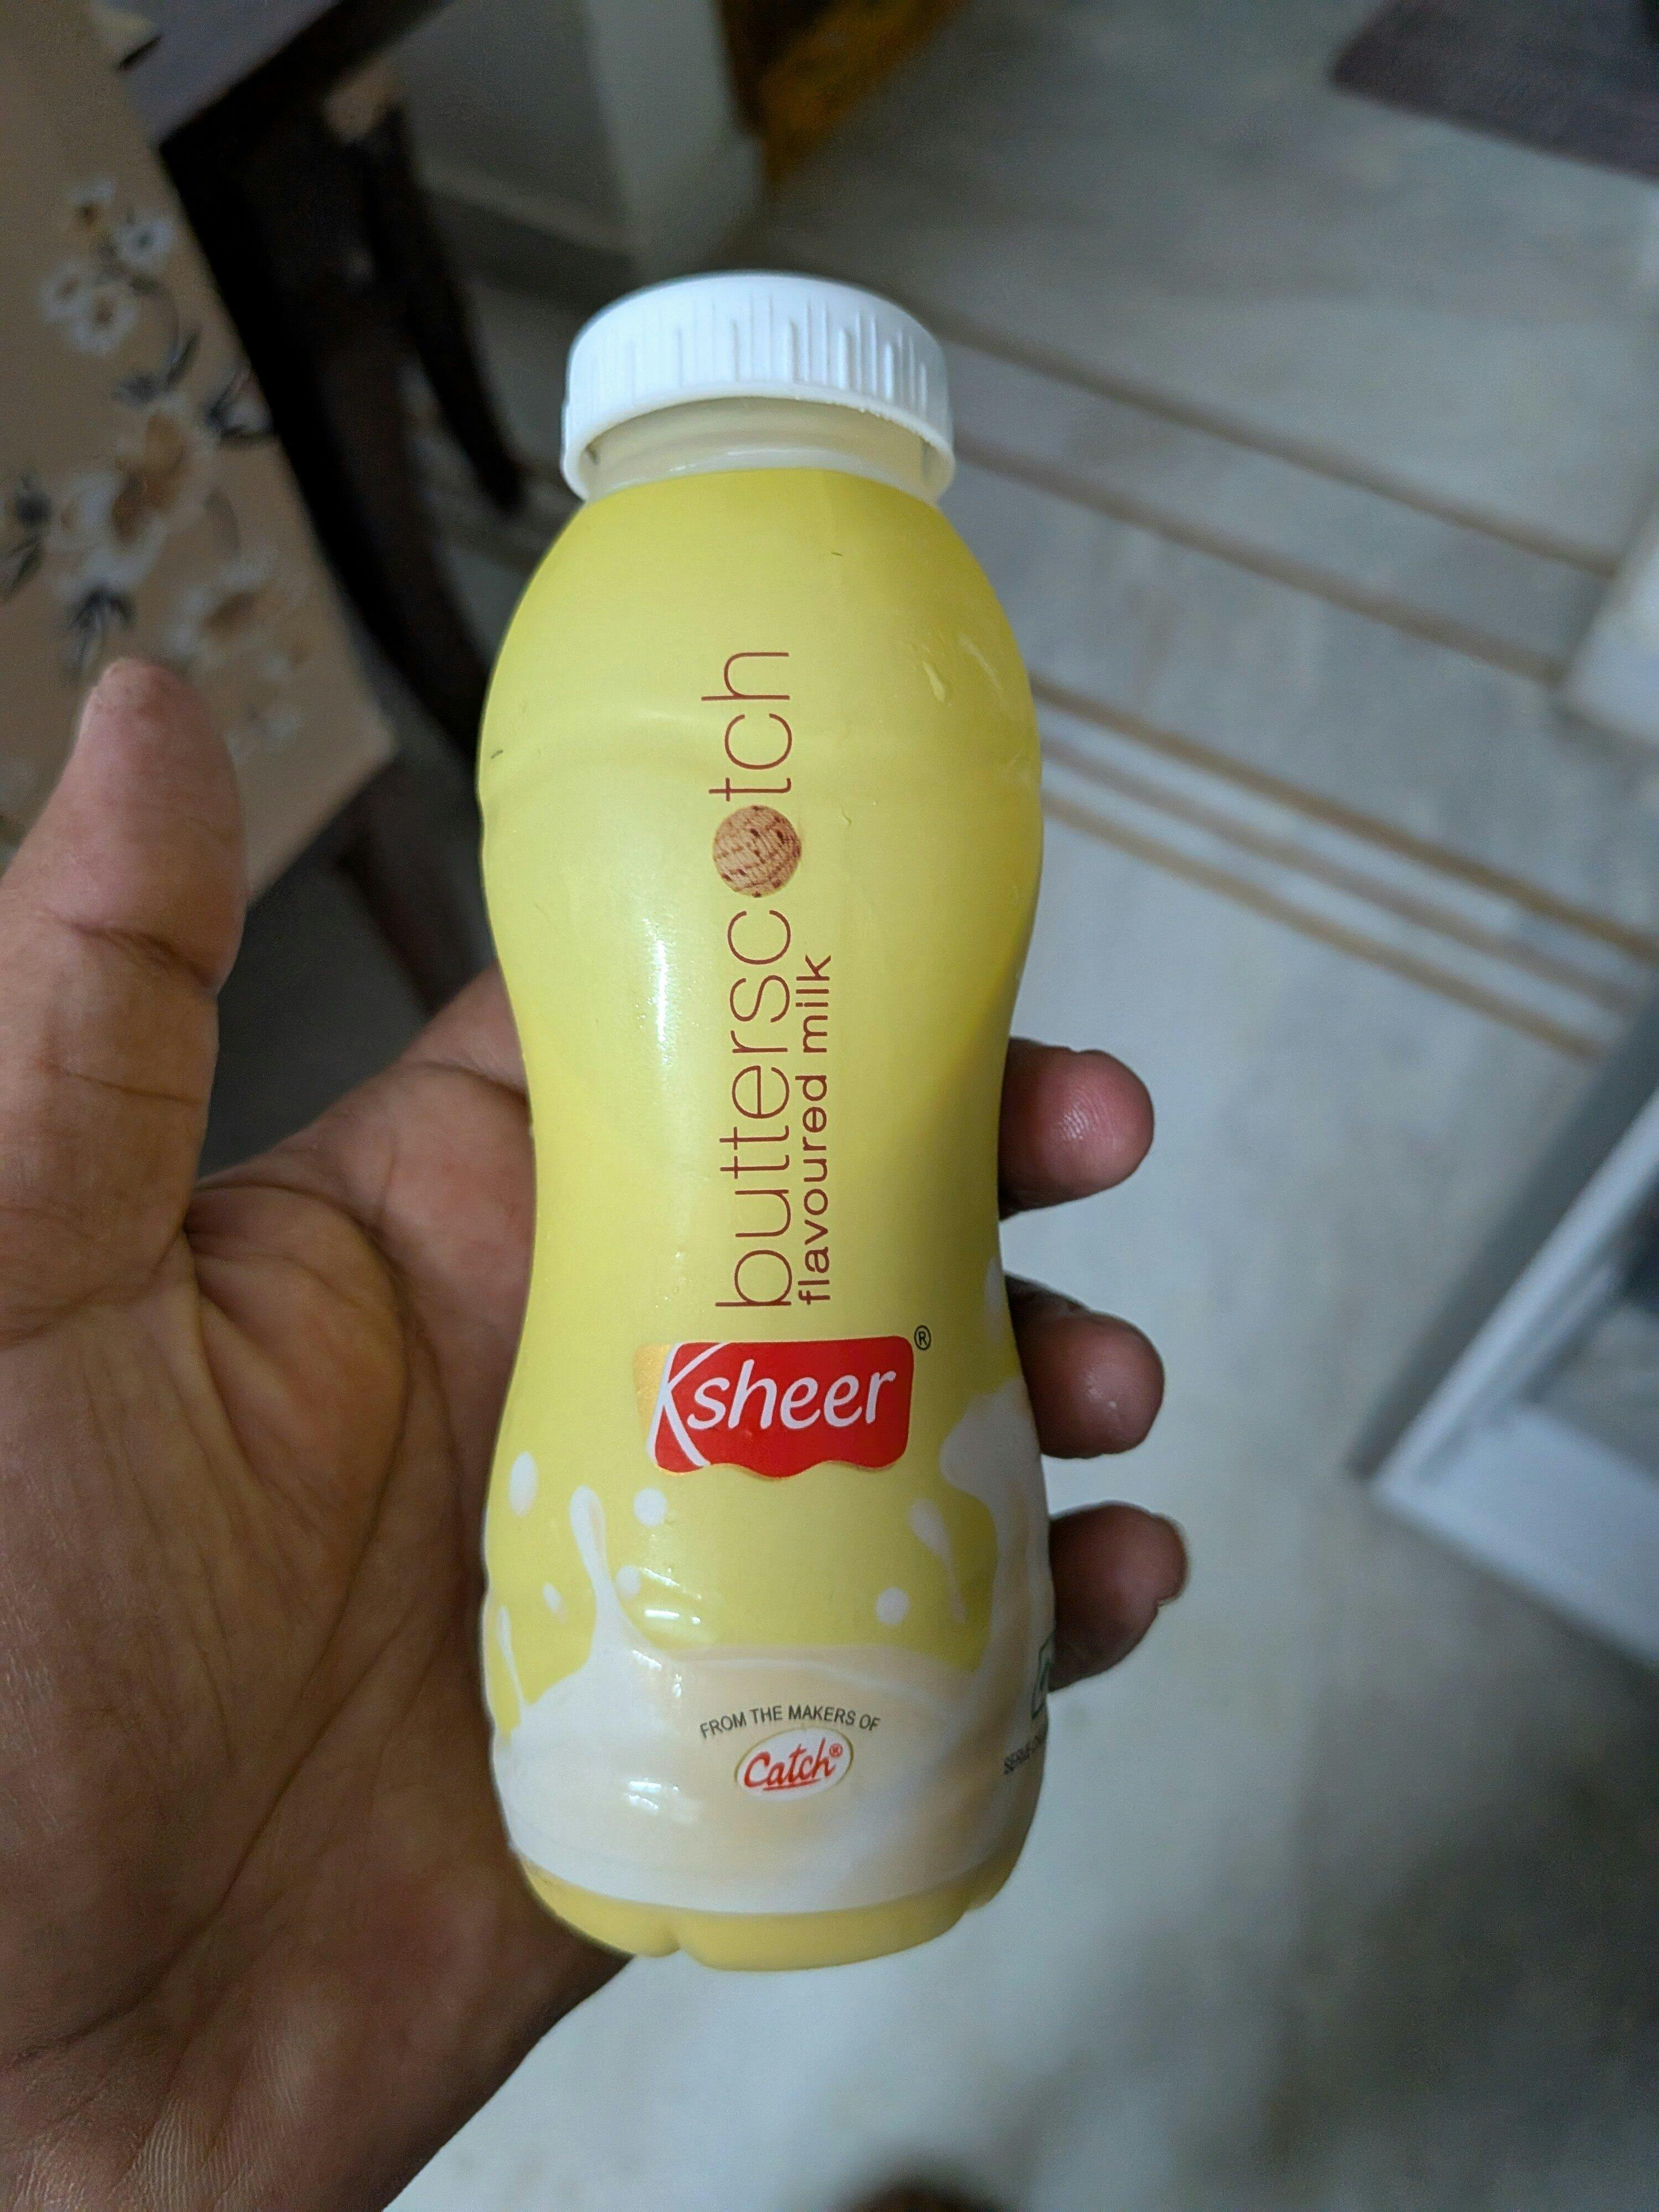 butterscotch
flavoured milk
Ksheer®
FROM THE MAKERS OF
Catch®